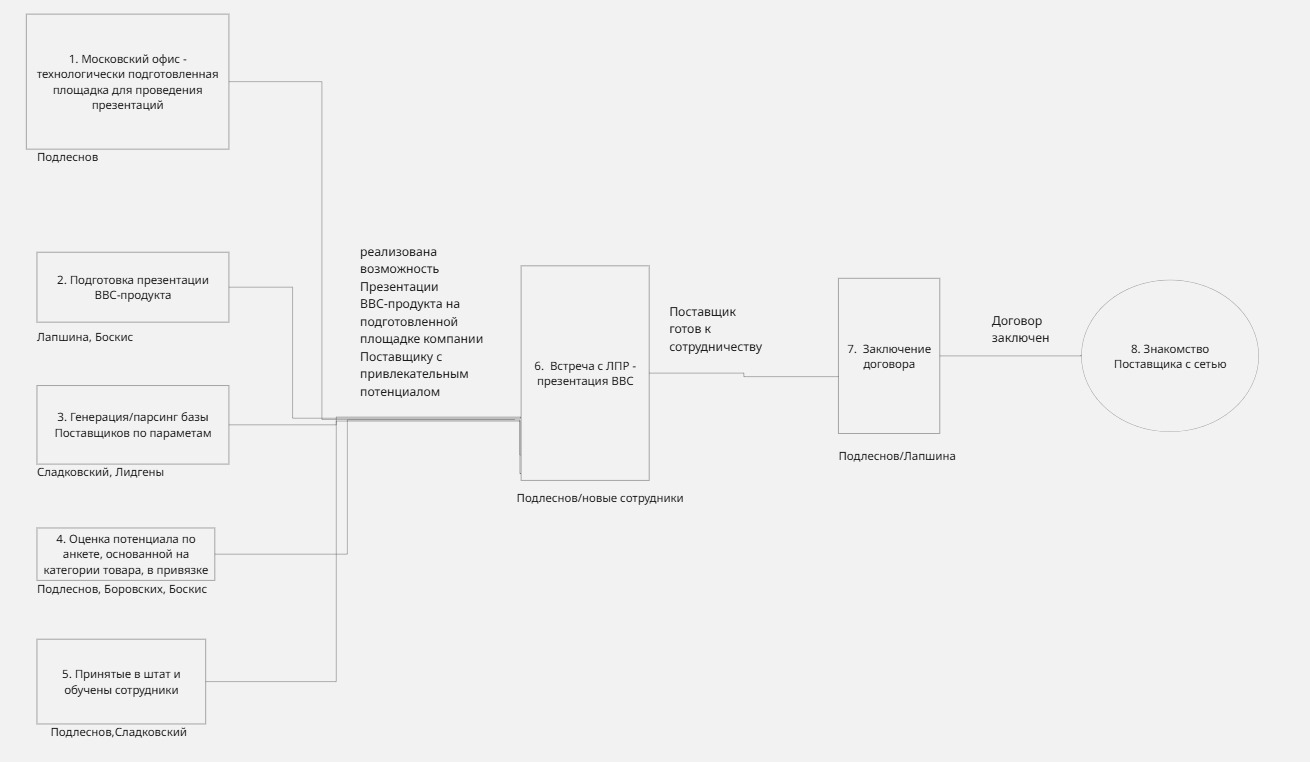 1. Московский офис -
технологически подготовленная
площадка для проведения
презентаций
Подлеснов
2. Подготовка презентации
ВВС-продукта
Лапшина, Боскис
3. Генерация/парсинг базы
Поставщиков по параметам
Сладковский, Лидгены
4. Оценка потенциала по
анкете, основанной на
категории товара, в привязке
Подлеснов, Боровских, Боскис
5. Принятые в штат и
обучены сотрудники
Подлеснов,Сладковский
реализована
возможность
Презентации
ВВС-продукта на
подготовленной
площадке компании
Поставщику с
привлекательным
потенциалом
6. Встреча с ЛПР -
презентация ВВС
Подлеснов/новые сотрудники
Поставщик
готов к
сотрудничеству
7. Заключение
договора
Подлеснов/Лапшина
Договор
заключен
8. Знакомство
Поставщика с сетью